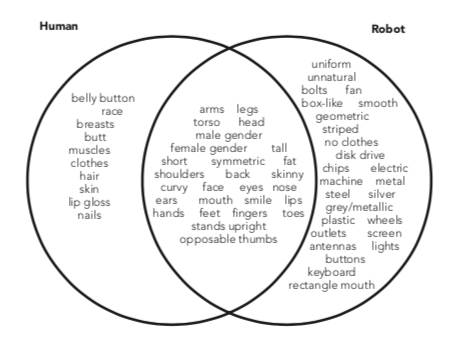 Human
Robot
belly button
race
breasts
butt
muscles
clothes
hair
skin
lip gloss
nails
arms legs
torso head
male gender
female gender tall
short symmetric fat
shoulders back skinny
curvy face eyes nose
ears mouth smile lips
hands feet fingers toes
stands upright
opposable thumbs
uniform
unnatural
bolts fan
box-like smooth
geometric
striped
no clothes
disk drive
chips electric
machine metal
steel silver
grey/metallic
plastic wheels
outlets screen
antennas lights
buttons
keyboard
rectangle mouth